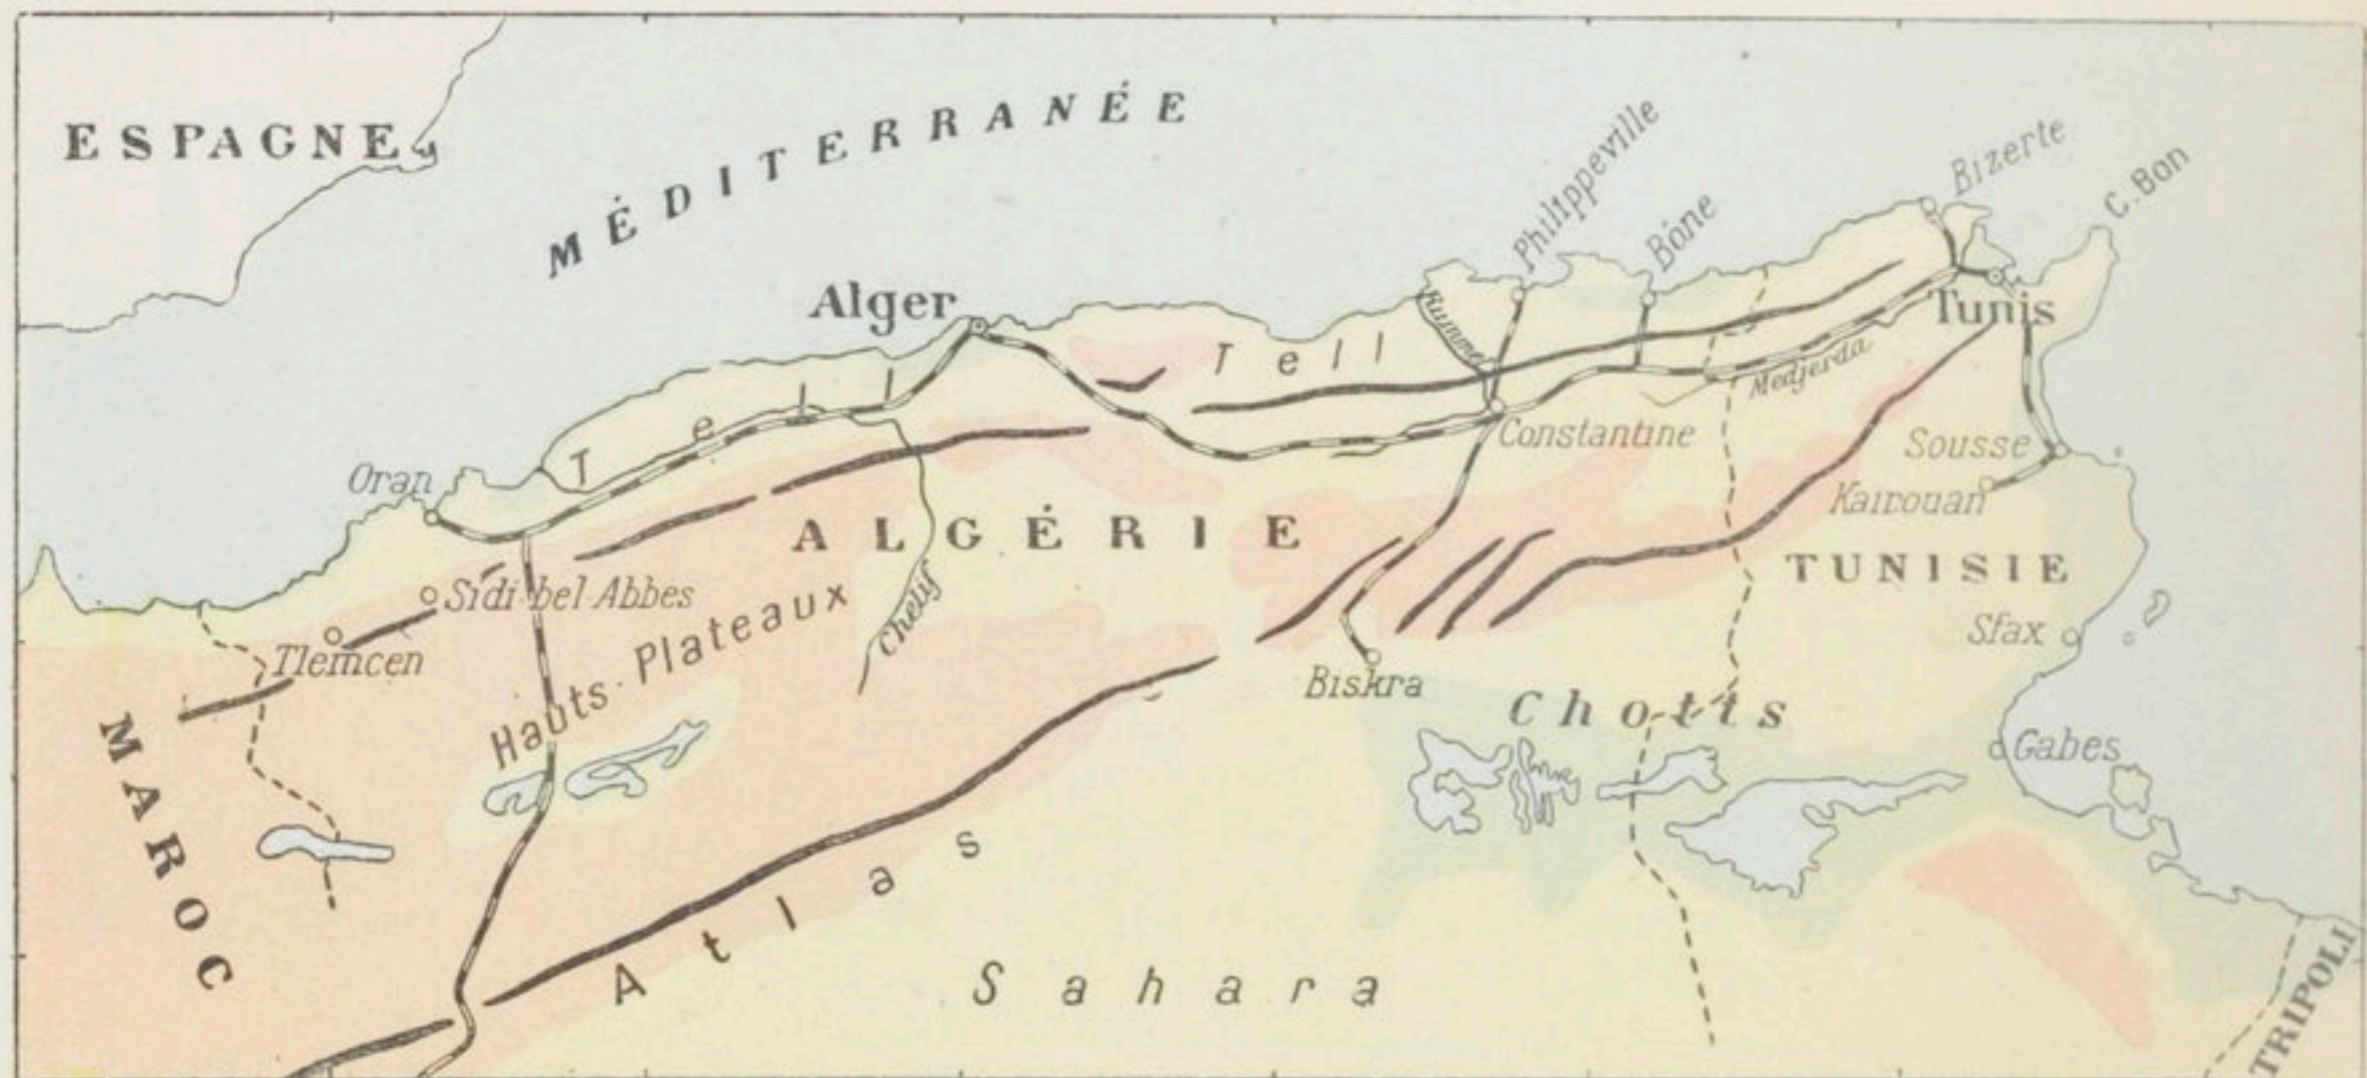 ESPAGNE
MÉDITERRANÉE
Philippeville
Bône
Bizerte
C. Bon
Alger
Tunis
Rummel
Tell
Medjerda
Tell
Constantine
Sousse
Oran
Kairouan
ALGÉRIE
TUNISIE
Sidi-bel-Abbes
Chelif
Sfax
Tlemcen
Hauts Plateaux
Biskra
Chotts
Gabes
MAROC
Atlas
Sahara
TRIPOLI